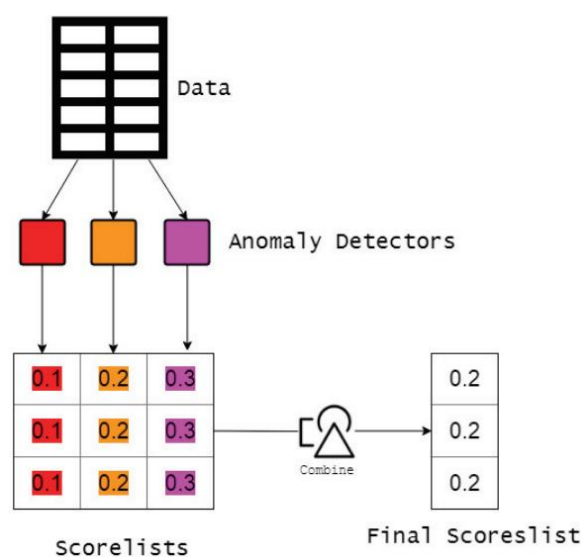 Data
Anomaly Detectors
0.1 0.2 0.3 0.2
0.1 0.2 0.3 0.2
Combine
0.1 0.2 0.3 0.2
Scorelists
Final Scoreslist